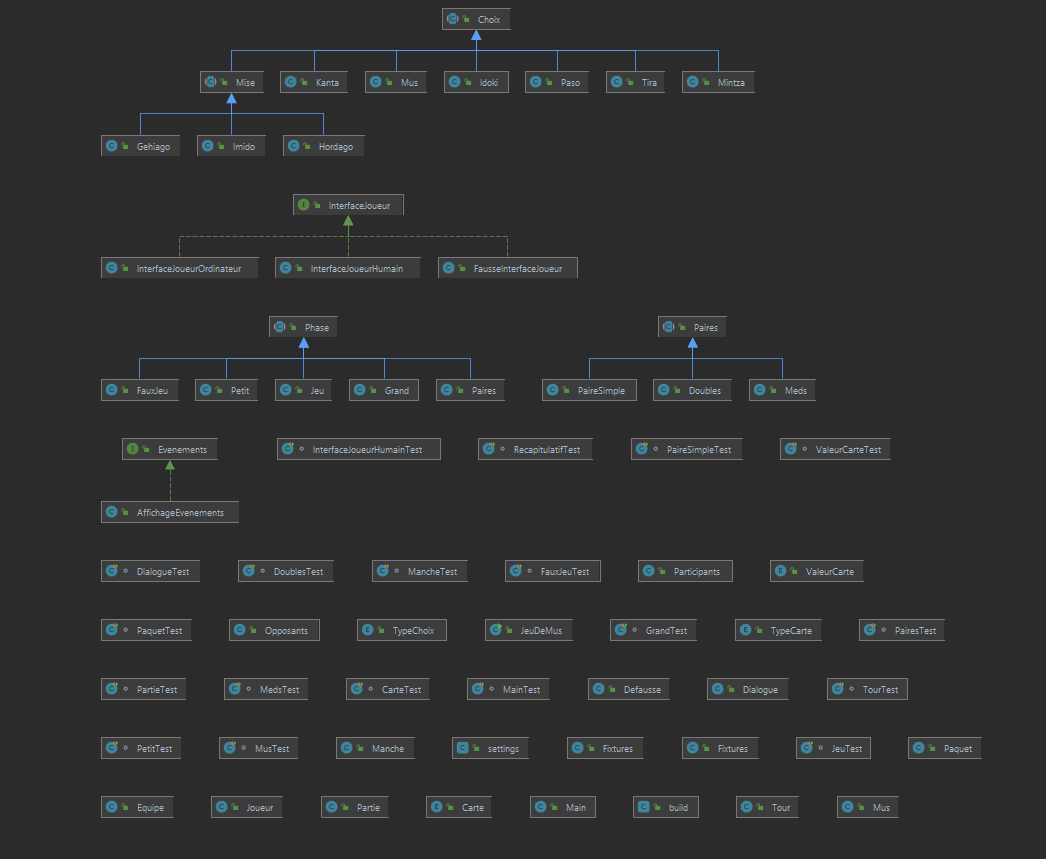 Choix
Mise Kanta Mus Idoki Paso Tira Mintza
Gehiago Imido Hordago
InterfaceJoueur
InterfaceJoueurOrdinateur InterfaceJoueurHumain FausseInterfaceJoueur
Phase Paires
FauxJeu Petit Jeu Grand Paires PaireSimple Doubles Meds
Evenements InterfaceJoueurHumainTest RecapitulatifTest PaireSimpleTest ValeurCarteTest
AffichageEvenements
DialogueTest DoublesTest MancheTest FauxJeuTest Participants ValeurCarte
PaquetTest Opposants TypeChoix JeuDeMus GrandTest TypeCarte PairesTest
PartieTest MedsTest CarteTest MainTest Defausse Dialogue TourTest
PetitTest MusTest Manche settings Fixtures Fixtures JeuTest Paquet
Equipe Joueur Partie Carte Main build Tour Mus